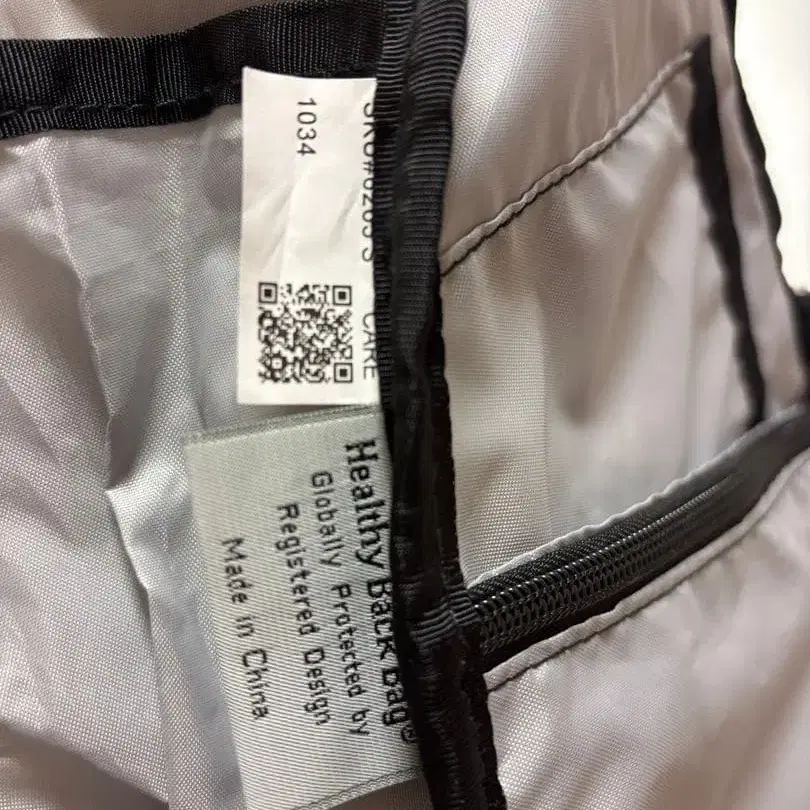 1034
CARE
Healthy Back Bag®
Globally Protected by
Registered Design
Made In China